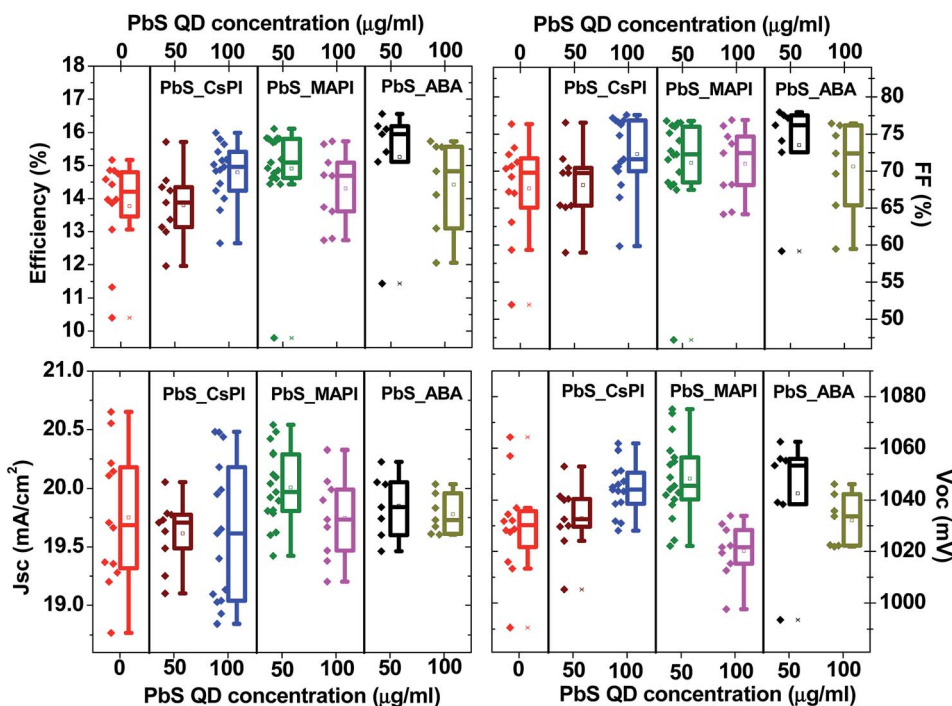 PbS QD concentration (μg/ml) PbS QD concentration (μg/ml)
0 50 100 50 100 50 100 0 50 100 50 100 50 100
PbS_CsPI PbS_MAPI PbS_ABA PbS_CsPI PbS_MAPI PbS_ABA
Efficiency (%)
18
17
16
15
14
13
12
11
10
FF (%)
80
75
70
65
60
55
50
PbS_CsPI PbS_MAPI PbS_ABA PbS_CsPI PbS_MAPI PbS_ABA
Jsc (mA/cm²)
21.0
20.5
20.0
19.5
19.0
Voc (mV)
1080
1060
1040
1020
1000
0 50 100 50 100 50 100 0 50 100 50 100 50 100
PbS QD concentration (μg/ml) PbS QD concentration (μg/ml)